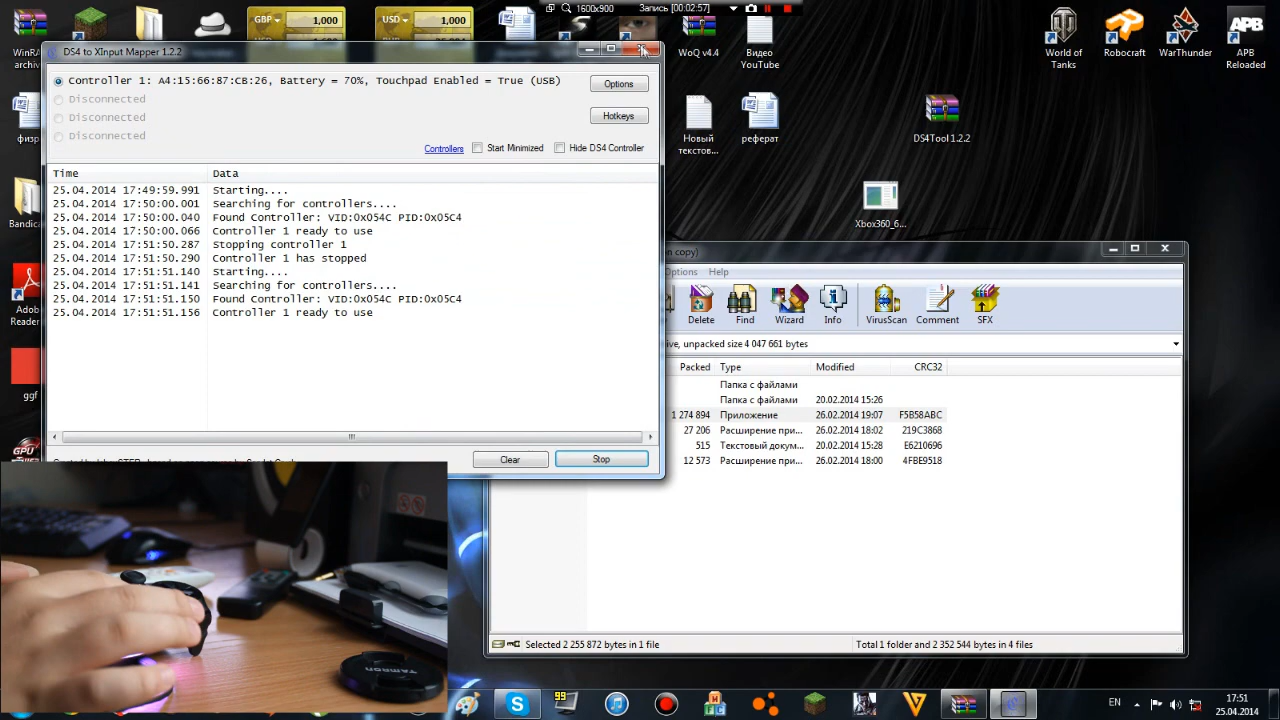 1600x900
Запись [00:02:57]
GBP
1,000
USD
1,000
WinRA
archiv
DS4 to XInput Mapper 1.2.2
WoQ v4.4
Видео
YouTube
World of
Tanks
Robocraft
WarThunder
APB
Reloaded
Controller 1: A4:15:66:87:CB:26, Battery = 70%, Touchpad Enabled = True (USB)
Options
Disconnected
Disconnected
Disconnected
Hotkeys
Controllers
Start Minimized
Hide DS4 Controller
физр
Новый
текстов...
реферат
DS4Tool 1.2.2
Time
Data
25.04.2014 17:49:59.991
Starting....
25.04.2014 17:50:00.001
Searching for controllers....
25.04.2014 17:50:00.040
Found Controller: VID:0x054C PID:0x05C4
25.04.2014 17:50:00.066
Controller 1 ready to use
25.04.2014 17:51:50.287
Stopping controller 1
25.04.2014 17:51:50.290
Controller 1 has stopped
25.04.2014 17:51:51.140
Starting....
25.04.2014 17:51:51.141
Searching for controllers....
25.04.2014 17:51:51.150
Found Controller: VID:0x054C PID:0x05C4
25.04.2014 17:51:51.156
Controller 1 ready to use
Bandica
Xbox360_6...
Adob
Reader
ggf
GPU
n copy)
Options
Help
Delete
Find
Wizard
Info
VirusScan
Comment
SFX
ive, unpacked size 4 047 661 bytes
Packed
Type
Modified
CRC32
Папка с файлами
Папка с файлами
20.02.2014 15:26
1 274 894
Приложение
26.02.2014 19:07
F5B58ABC
27 206
Расширение при...
26.02.2014 18:02
219C3868
515
Текстовый докум...
20.02.2014 15:28
E6210696
12 573
Расширение при...
26.02.2014 18:00
4FBE9518
Clear
Stop
TAMRON
Selected 2 255 872 bytes in 1 file
Total 1 folder and 2 352 544 bytes in 4 files
99
EN
17:51
25.04.2014